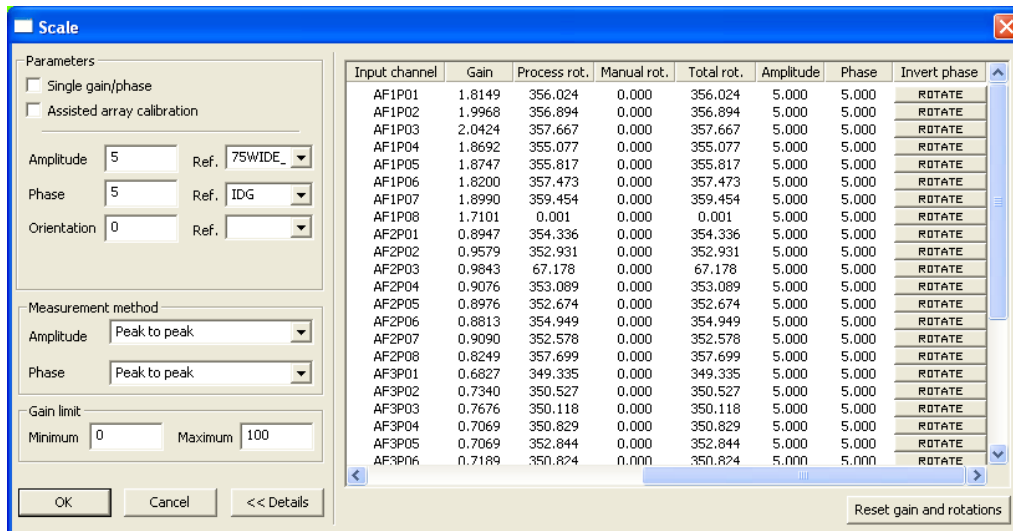 Scale
Parameters
Single gain/phase
Assisted array calibration
Amplitude 5 Ref. 75WIDE_
Phase 5 Ref. IDG
Orientation 0 Ref.
Measurement method
Amplitude Peak to peak
Phase Peak to peak
Gain limit
Minimum 0 Maximum 100
OK Cancel << Details
Input channel Gain Process rot. Manual rot. Total rot. Amplitude Phase Invert phase
AF1P01 1.8149 356.024 0.000 356.024 5.000 5.000 ROTATE
AF1P02 1.9968 356.894 0.000 356.894 5.000 5.000 ROTATE
AF1P03 2.0424 357.667 0.000 357.667 5.000 5.000 ROTATE
AF1P04 1.8692 355.077 0.000 355.077 5.000 5.000 ROTATE
AF1P05 1.8747 355.817 0.000 355.817 5.000 5.000 ROTATE
AF1P06 1.8200 357.473 0.000 357.473 5.000 5.000 ROTATE
AF1P07 1.8990 359.454 0.000 359.454 5.000 5.000 ROTATE
AF1P08 1.7101 0.001 0.000 0.001 5.000 5.000 ROTATE
AF2P01 0.8947 354.336 0.000 354.336 5.000 5.000 ROTATE
AF2P02 0.9579 352.931 0.000 352.931 5.000 5.000 ROTATE
AF2P03 0.9843 67.178 0.000 67.178 5.000 5.000 ROTATE
AF2P04 0.9076 353.089 0.000 353.089 5.000 5.000 ROTATE
AF2P05 0.8976 352.674 0.000 352.674 5.000 5.000 ROTATE
AF2P06 0.8813 354.949 0.000 354.949 5.000 5.000 ROTATE
AF2P07 0.9090 352.578 0.000 352.578 5.000 5.000 ROTATE
AF2P08 0.8249 357.699 0.000 357.699 5.000 5.000 ROTATE
AF3P01 0.6827 349.335 0.000 349.335 5.000 5.000 ROTATE
AF3P02 0.7340 350.527 0.000 350.527 5.000 5.000 ROTATE
AF3P03 0.7676 350.118 0.000 350.118 5.000 5.000 ROTATE
AF3P04 0.7069 350.829 0.000 350.829 5.000 5.000 ROTATE
AF3P05 0.7069 352.844 0.000 352.844 5.000 5.000 ROTATE
AF3P06 0.7189 350.824 0.000 350.824 5.000 5.000 ROTATE
Reset gain and rotations